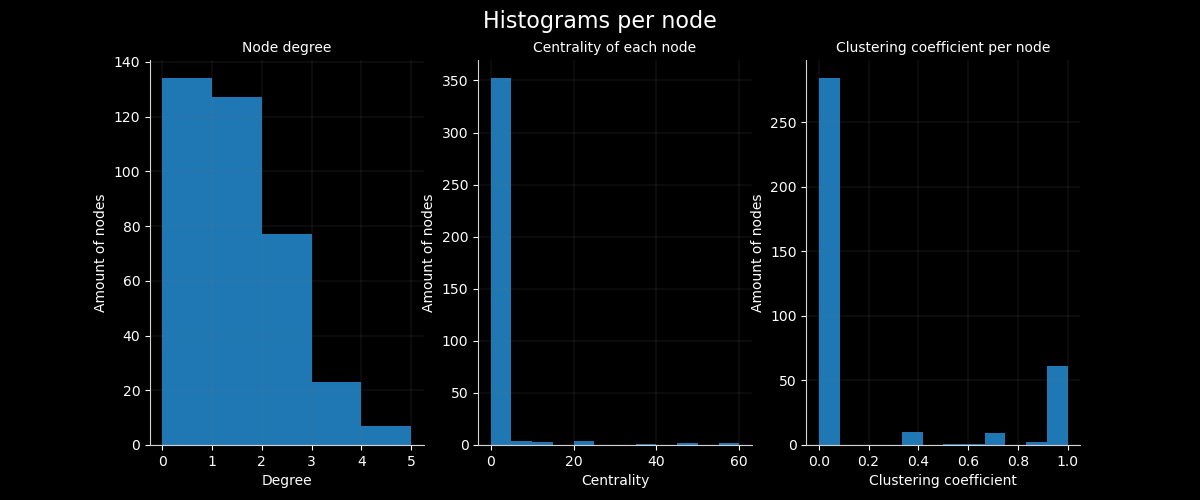 Histograms per node
Node degree
Amount of nodes
140
120
100
80
60
40
20
0
0 1 2 3 4 5
Degree
Centrality of each node
Amount of nodes
350
300
250
200
150
100
50
0
0 20 40 60
Centrality
Clustering coefficient per node
Amount of nodes
250
200
150
100
50
0
0.0 0.2 0.4 0.6 0.8 1.0
Clustering coefficient